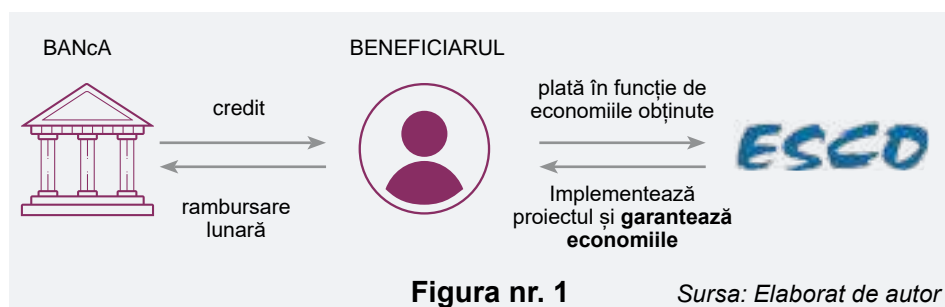 BANcA
BENEFICIARUL
credit
rambursare
lunară
plată în funcție de
economiile obținute
ESCO
Implementează
proiectul și garantează
economiile
Figura nr. 1
Sursa: Elaborat de autor